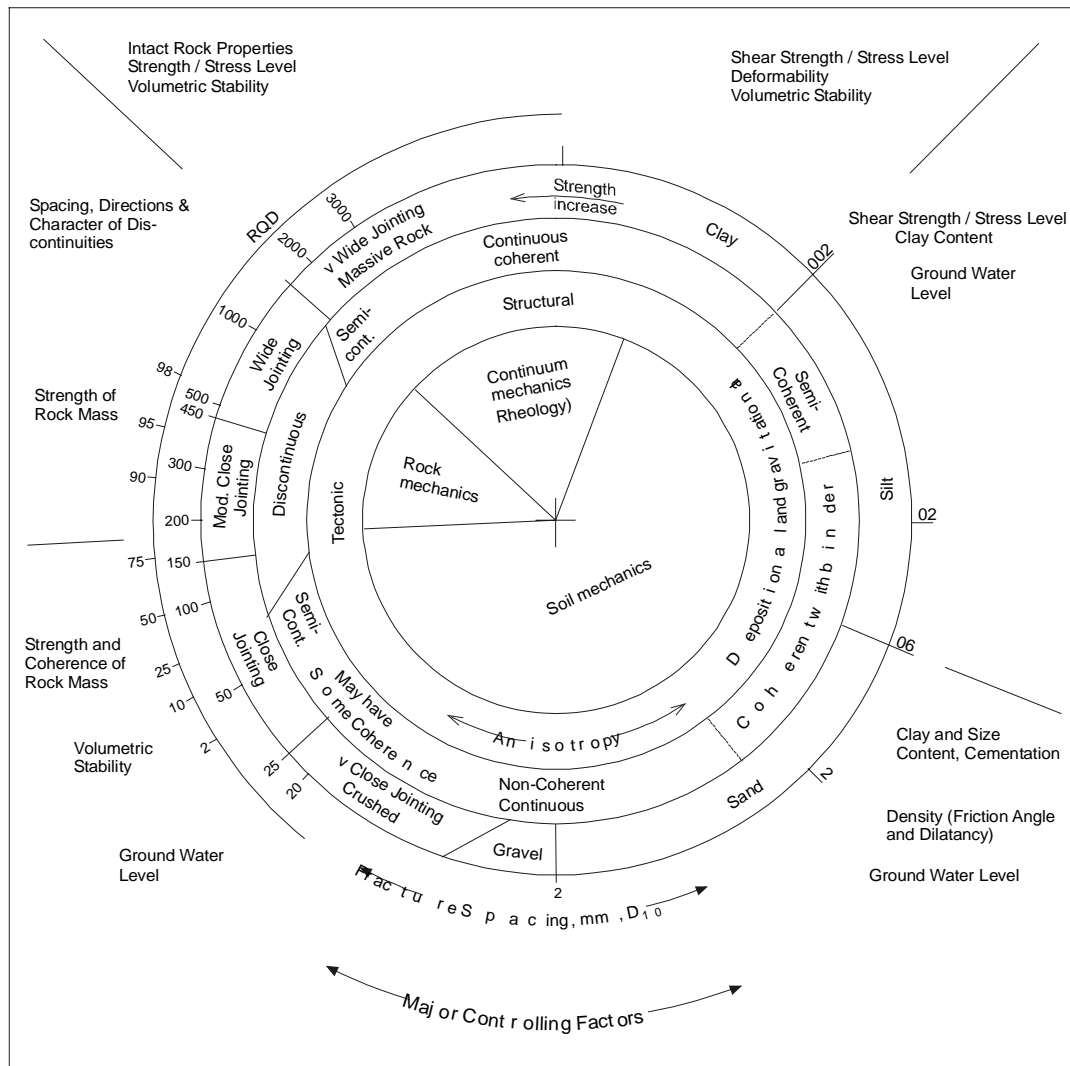 Intact Rock Properties
Strength / Stress Level
Volumetric Stability
Shear Strength / Stress Level
Deformability
Volumetric Stability
Spacing, Directions &
Character of Dis-
continuities
Shear Strength / Stress Level
Clay Content
Ground Water
Level
Strength of
Rock Mass
Strength and
Coherence of
Rock Mass
Volumetric
Stability
Ground Water
Level
Clay and Size
Content, Cementation
Density (Friction Angle
and Dilatancy)
Ground Water Level
RQD
98
95
90
75
50
25
10
2
3000
2000
1000
500
450
300
200
150
100
50
25
20
Strength
increase
Clay
002
Silt
02
06
Sand
2
2
Gravel
v Close Jointing
Crushed
Close
Jointing
Mod. Close
Jointing
Wide
Jointing
v Wide Jointing
Massive Rock
Continuous
coherent
Semi-
Coherent
Coherent with binder
Non-Coherent
Continuous
May have
Some Coherence
Semi-
Cont.
Discontinuous
Semi-
cont.
Structural
Depositional and gravitational
Anisotropy
Tectonic
Continuum
mechanics
Rheology)
Rock
mechanics
Soil mechanics
Fracture Spacing, mm, D10
Major Controlling Factors